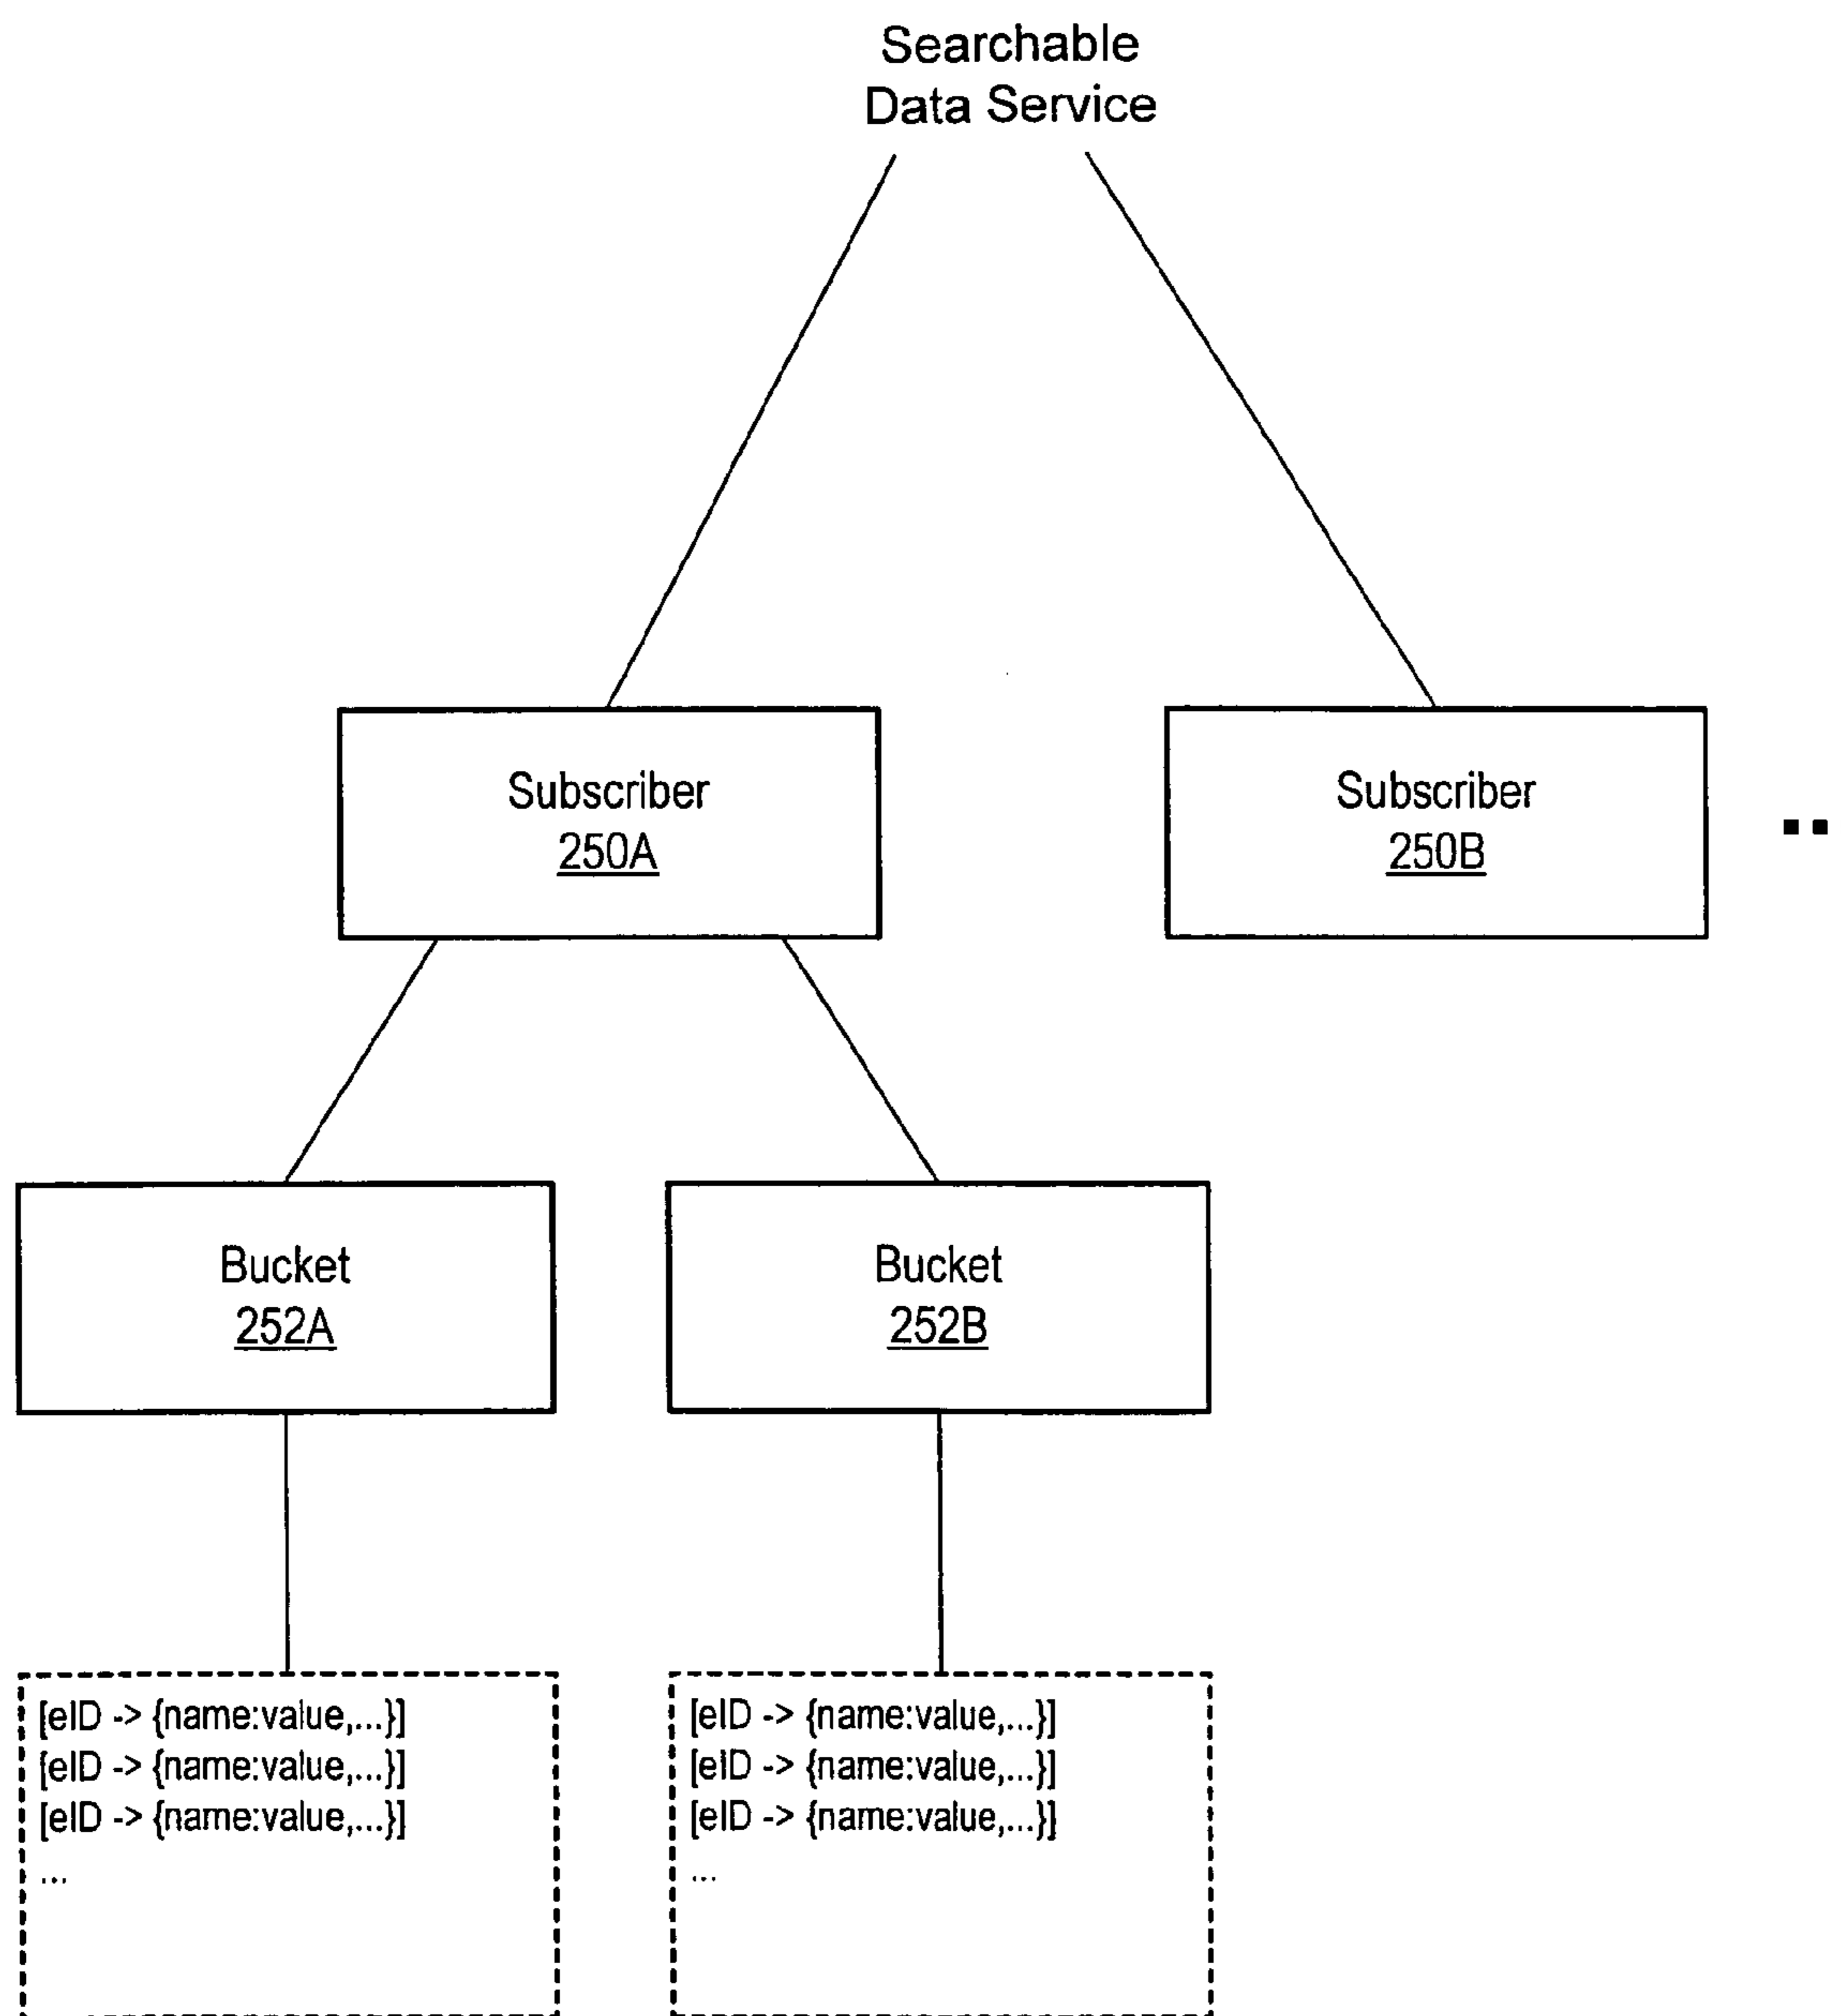 Searchable
Data Service
Subscriber
250A
Subscriber
250B
Bucket
252A
Bucket
252B
[eID -> {name:value,...}]
[eID -> {name:value,...}]
[eID -> {name:value,...}]
...
[eID -> {name:value,...}]
[eID -> {name:value,...}]
[eID -> {name:value,...}]
...